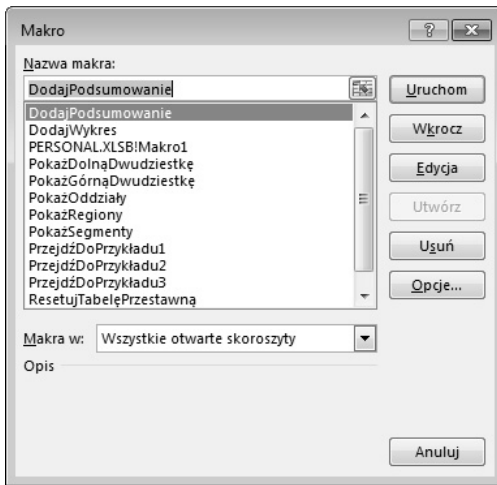 Makro
Nazwa makra:
DodajPodsumowanie
Uruchom
DodajPodsumowanie
DodajWykres
PERSONAL.XLSB!Makro1
PokażDolnąDwudziestkę
PokażGórnąDwudziestkę
PokażOddziały
PokażRegiony
PokażSegmenty
PrzejdźDoPrzykładu1
PrzejdźDoPrzykładu2
PrzejdźDoPrzykładu3
ResetujTabelęPrzestawną
Wkrocz
Edycja
Utwórz
Usuń
Opcje...
Makra w: Wszystkie otwarte skoroszyty
Opis
Anuluj